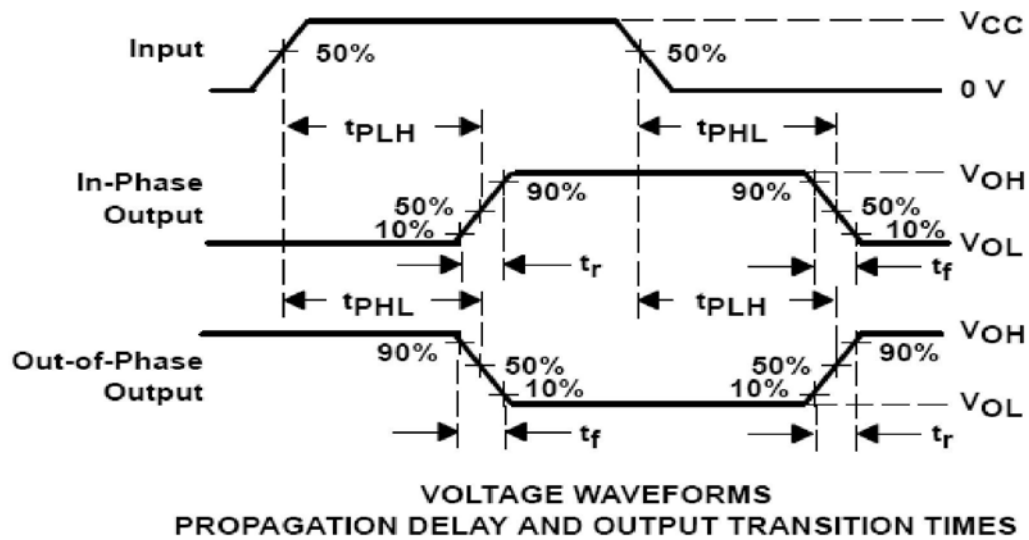 VCC
Input
50%
50%
0 V
tPLH
tPHL
In-Phase
Output
VOH
90%
90%
50%
50%
10%
10%
VOL
tr
tf
tPHL
tPLH
Out-of-Phase
Output
VOH
90%
90%
50%
50%
10%
10%
VOL
tf
tr
VOLTAGE WAVEFORMS
PROPAGATION DELAY AND OUTPUT TRANSITION TIMES